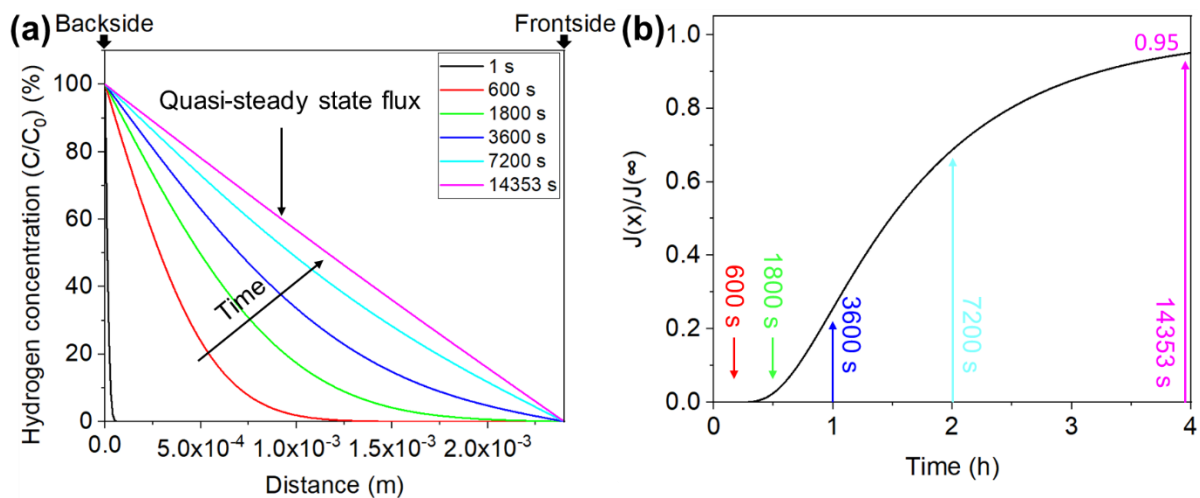 Backside
Frontside
(a)
Hydrogen concentration (C/C₀) (%)
100
80
60
40
20
0
0.0
5.0x10⁻⁴
1.0x10⁻³
1.5x10⁻³
2.0x10⁻³
Distance (m)
Quasi-steady state flux
Time
1 s
600 s
1800 s
3600 s
7200 s
14353 s
(b)
J(x)/J(∞)
1.0
0.8
0.6
0.4
0.2
0.0
0
1
2
3
4
Time (h)
600 s
1800 s
3600 s
7200 s
14353 s
0.95